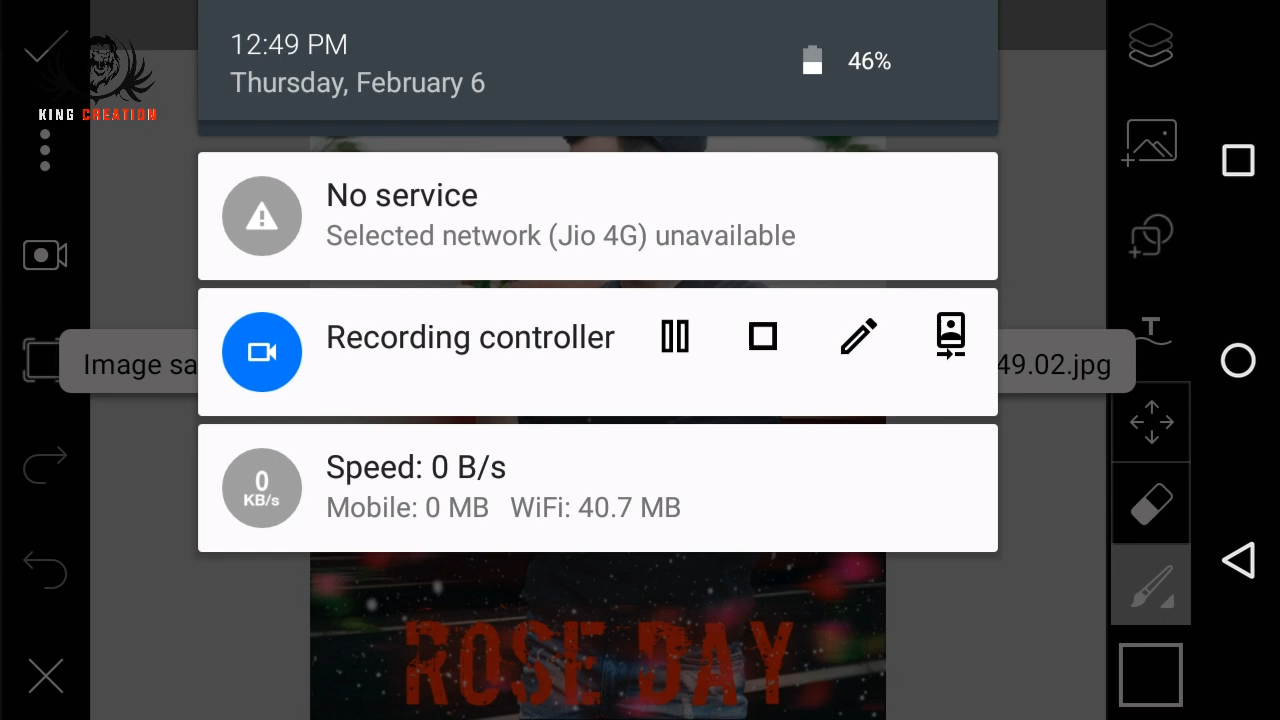 12:49 PM
46%
Thursday, February 6
KING CREATION
No service
Selected network (Jio 4G) unavailable
Recording controller
Image sa
49.02.jpg
T
0
KB/s
Speed: 0 B/s
Mobile: 0 MB WiFi: 40.7 MB
ROSE DAY